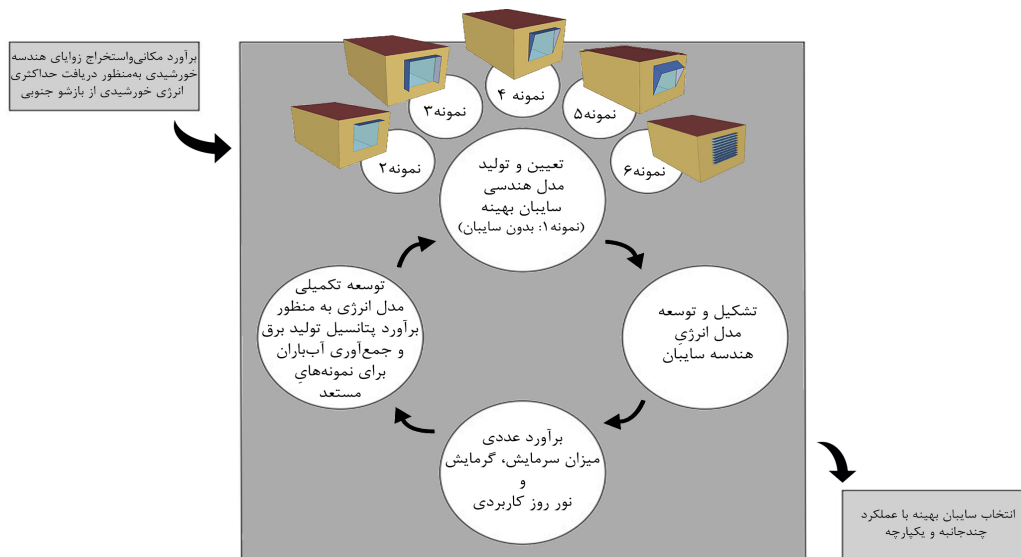 برآورد مکانی‌واستخراج زوایای هندسه
خورشیدی به‌منظور دریافت حداکثری
انرژی خورشیدی از بازشو جنوبی
نمونه ۴
نمونه۳
نمونه۵
نمونه۲
نمونه۶
تعیین و تولید
مدل هندسی
سایبان بهینه
(نمونه۱: بدون سایبان)
تشکیل و توسعه
مدل انرژیِ
هندسه سایبان
برآورد عددی
میزان سرمایش، گرمایش
و
نور روز کاربردی
توسعه تکمیلی
مدل انرژی به منظور
برآورد پتانسیل تولید برق
و جمع‌آوری آب‌باران
برای نمونه‌هایِ
مستعد
انتخاب سایبان بهینه با عملکرد
چندجانبه و یکپارچه